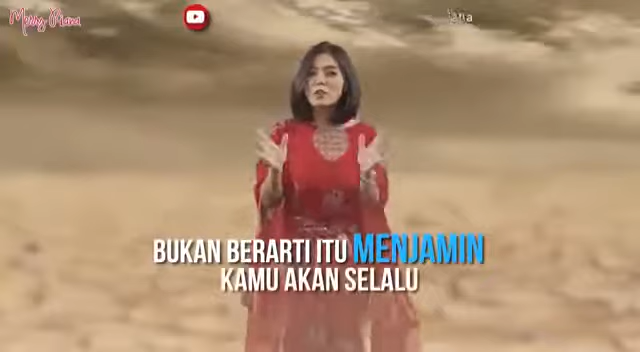 Merry Riana
BUKAN BERARTI ITU MENJAMIN
KAMU AKAN SELALU